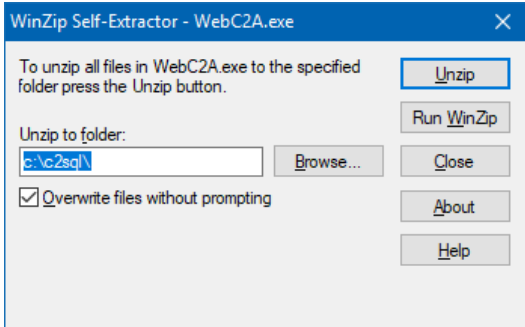 WinZip Self-Extractor - WebC2A.exe
To unzip all files in WebC2A.exe to the specified
folder press the Unzip button.
Unzip to folder:
c:\c2sql\
Browse...
Overwrite files without prompting
Unzip
Run WinZip
Close
About
Help